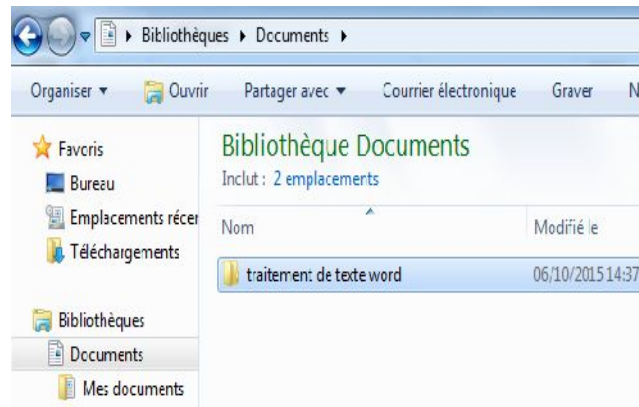 Bibliothèques ▸ Documents ▸
Organiser ▾ Ouvrir Partager avec ▾ Courrier électronique Graver N
Favoris
Bureau
Emplacements récer
Téléchargements
Bibliothèques
Documents
Mes documents
Bibliothèque Documents
Inclut : 2 emplacements
Nom Modifié le
traitement de texte word 06/10/2015 14:37